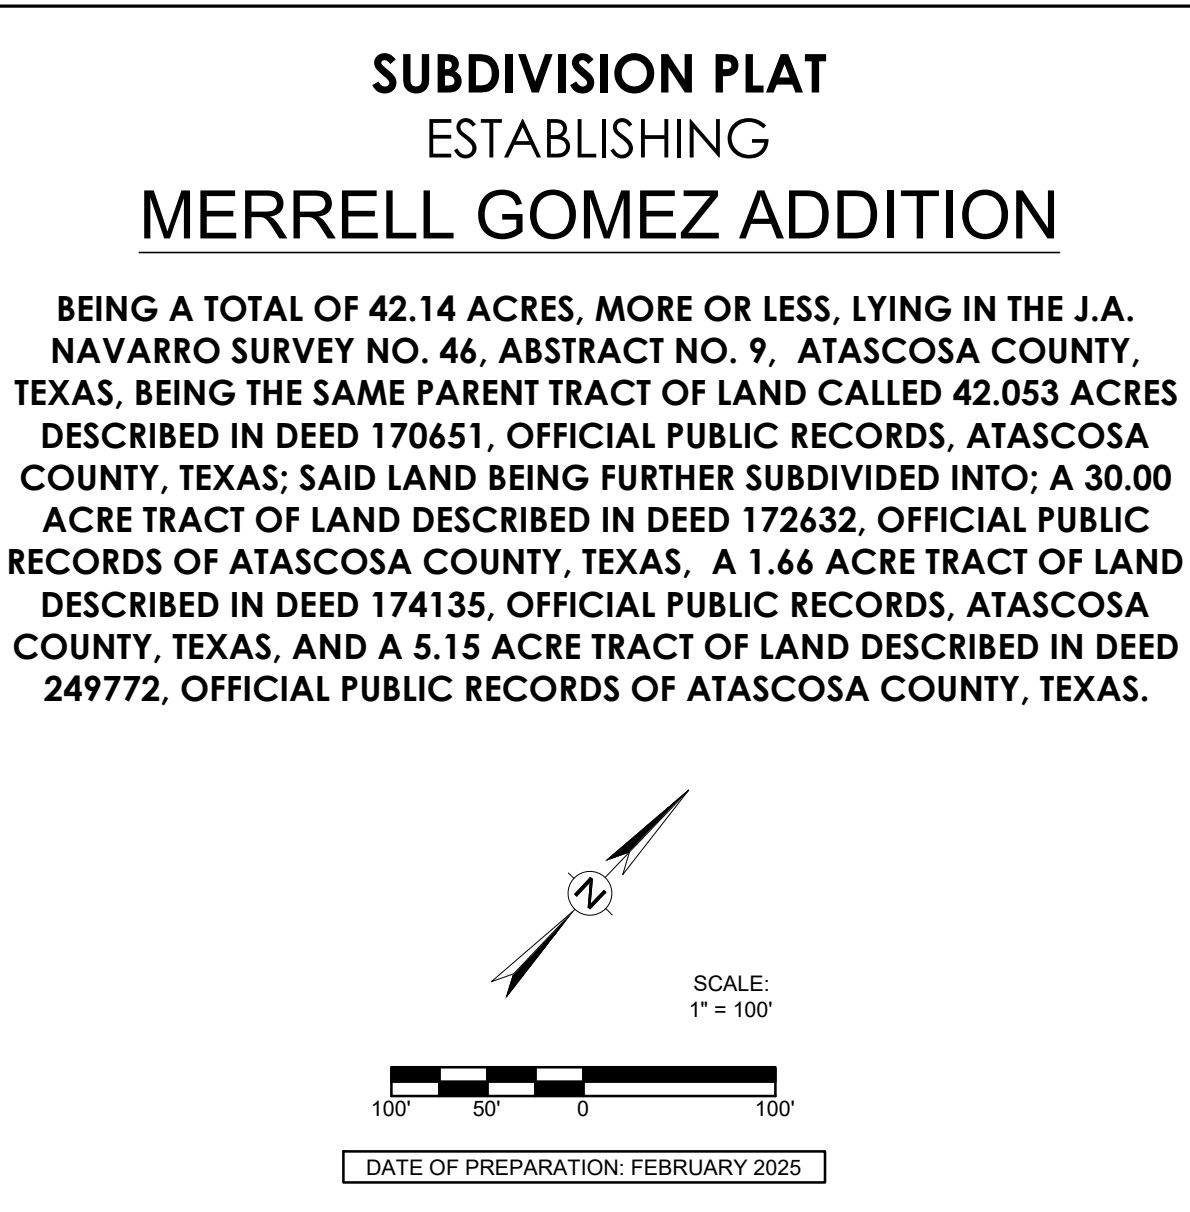 SUBDIVISION PLAT
ESTABLISHING
MERRELL GOMEZ ADDITION
BEING A TOTAL OF 42.14 ACRES, MORE OR LESS, LYING IN THE J.A.
NAVARRO SURVEY NO. 46, ABSTRACT NO. 9, ATASCOSA COUNTY,
TEXAS, BEING THE SAME PARENT TRACT OF LAND CALLED 42.053 ACRES
DESCRIBED IN DEED 170651, OFFICIAL PUBLIC RECORDS, ATASCOSA
COUNTY, TEXAS; SAID LAND BEING FURTHER SUBDIVIDED INTO; A 30.00
ACRE TRACT OF LAND DESCRIBED IN DEED 172632, OFFICIAL PUBLIC
RECORDS OF ATASCOSA COUNTY, TEXAS, A 1.66 ACRE TRACT OF LAND
DESCRIBED IN DEED 174135, OFFICIAL PUBLIC RECORDS, ATASCOSA
COUNTY, TEXAS, AND A 5.15 ACRE TRACT OF LAND DESCRIBED IN DEED
249772, OFFICIAL PUBLIC RECORDS OF ATASCOSA COUNTY, TEXAS.
N
SCALE:
1" = 100'
100' 50' 0 100'
DATE OF PREPARATION: FEBRUARY 2025